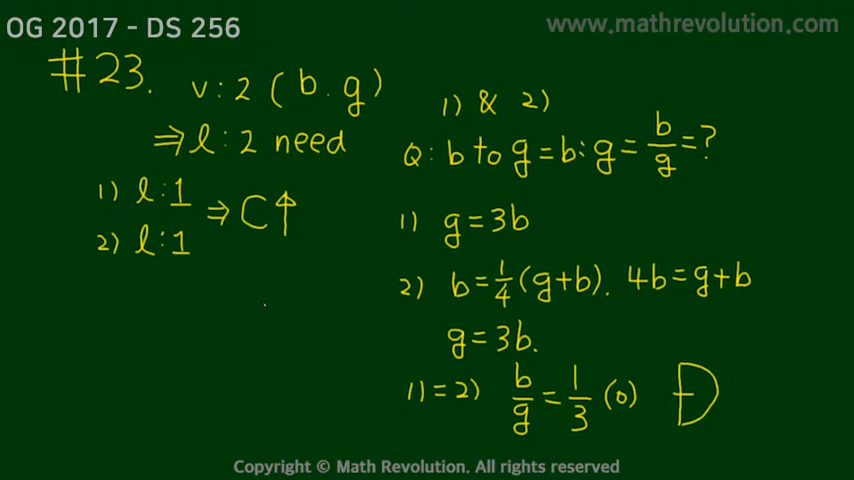 OG 2017 - DS 256
www.mathrevolution.com
#23.
v:2 (b.g)
⇒ l:2 need
1) l:1
2) l:1
⇒ C↑
1) & 2)
Q: b to g = b:g = b/g = ?
1) g=3b
2) b=1/4(g+b). 4b=g+b
g=3b.
1)=2) b/g=1/3 (o) D
Copyright © Math Revolution. All rights reserved